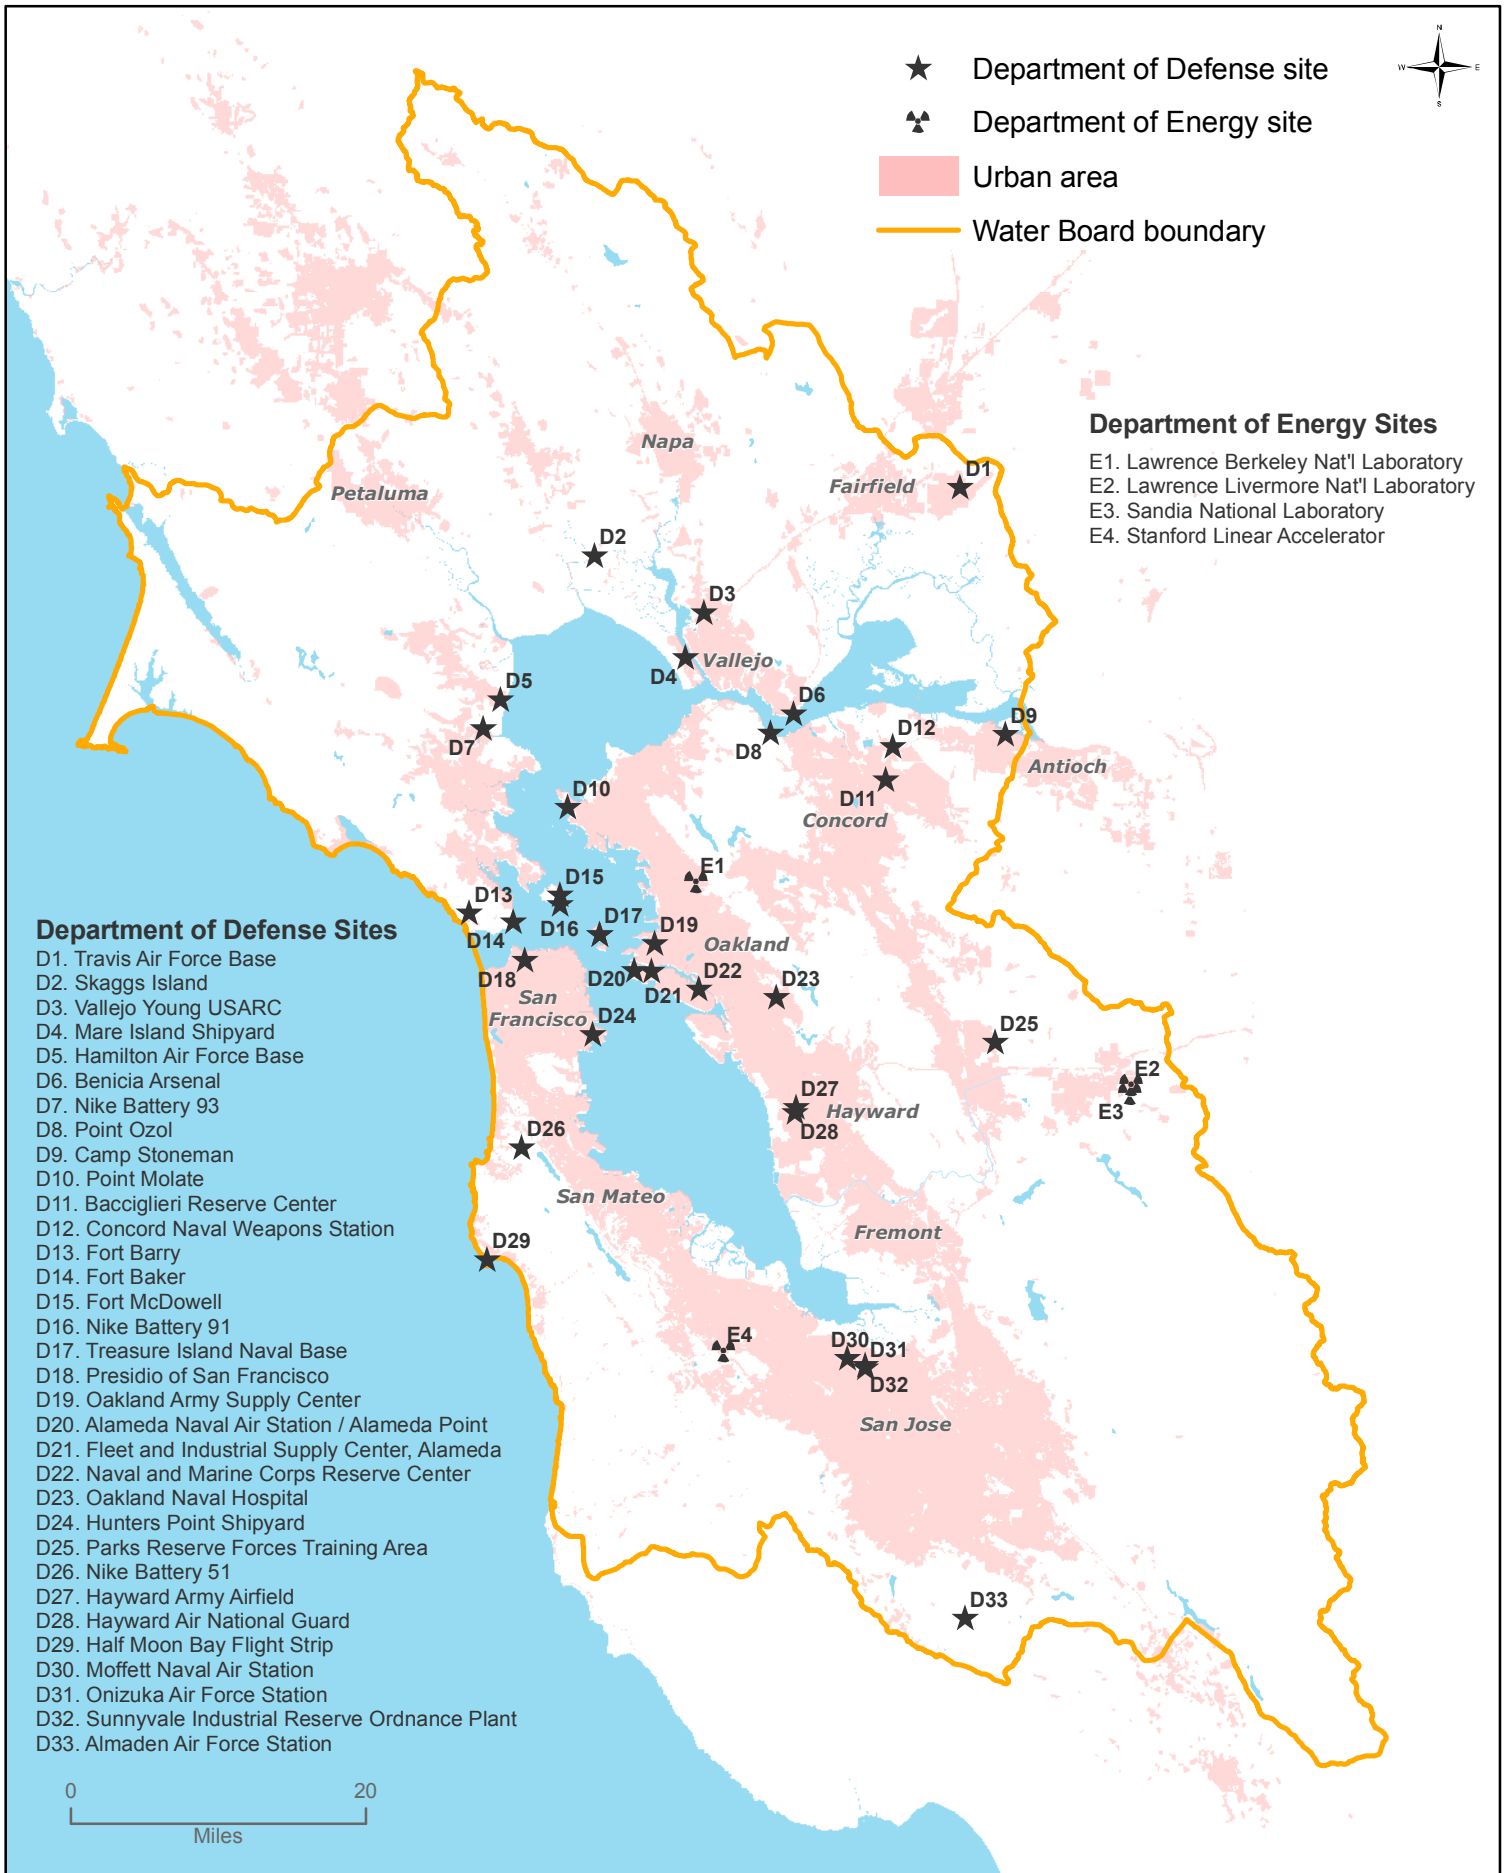 N
W E
S
Department of Defense site
Department of Energy site
Urban area
Water Board boundary
Department of Energy Sites
E1. Lawrence Berkeley Nat'l Laboratory
E2. Lawrence Livermore Nat'l Laboratory
E3. Sandia National Laboratory
E4. Stanford Linear Accelerator
Napa
Petaluma
Fairfield
D1
D2
D3
Vallejo
D4
D5
D6
D7
D8
D9
D12
Antioch
D11
Concord
D10
E1
D15
D13
D16
D17
D14
D19
Oakland
D18
D20
D21
D22
D23
San
Francisco
D24
D25
E2
E3
D27
Hayward
D28
D26
San Mateo
Fremont
D29
E4
D30
D31
D32
San Jose
D33
Department of Defense Sites
D1. Travis Air Force Base
D2. Skaggs Island
D3. Vallejo Young USARC
D4. Mare Island Shipyard
D5. Hamilton Air Force Base
D6. Benicia Arsenal
D7. Nike Battery 93
D8. Point Ozol
D9. Camp Stoneman
D10. Point Molate
D11. Bacciglieri Reserve Center
D12. Concord Naval Weapons Station
D13. Fort Barry
D14. Fort Baker
D15. Fort McDowell
D16. Nike Battery 91
D17. Treasure Island Naval Base
D18. Presidio of San Francisco
D19. Oakland Army Supply Center
D20. Alameda Naval Air Station / Alameda Point
D21. Fleet and Industrial Supply Center, Alameda
D22. Naval and Marine Corps Reserve Center
D23. Oakland Naval Hospital
D24. Hunters Point Shipyard
D25. Parks Reserve Forces Training Area
D26. Nike Battery 51
D27. Hayward Army Airfield
D28. Hayward Air National Guard
D29. Half Moon Bay Flight Strip
D30. Moffett Naval Air Station
D31. Onizuka Air Force Station
D32. Sunnyvale Industrial Reserve Ordnance Plant
D33. Almaden Air Force Station
0 20
Miles